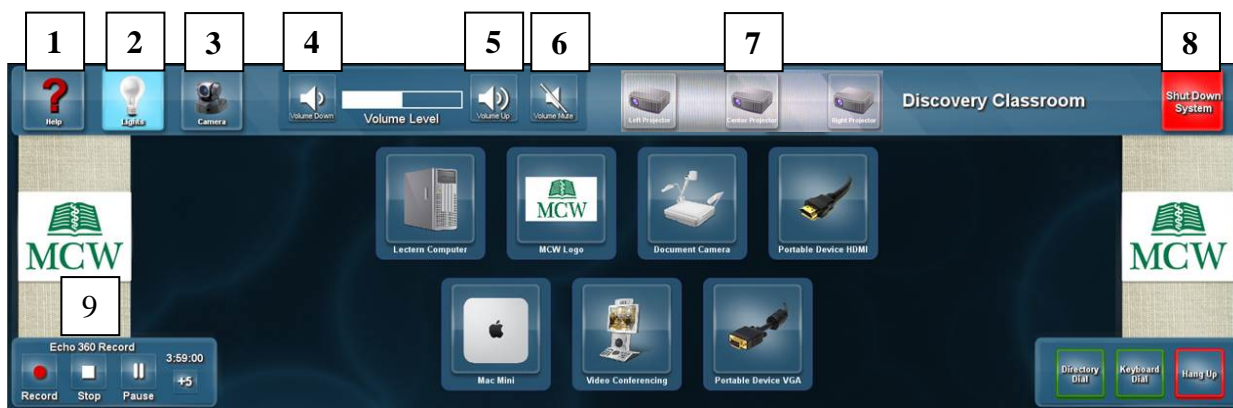 1
2
3
4
5
6
7
8
?
Help
Lights
Camera
Volume Down
Volume Level
Volume Up
Volume Mute
Left Projector
Center Projector
Right Projector
Discovery Classroom
Shut Down
System
MCW
Lectern Computer
MCW
MCW Logo
Document Camera
Portable Device HDMI
MCW
9
Mac Mini
Video Conferencing
Portable Device VGA
Echo 360 Record
3:59:00
+5
Record
Stop
Pause
Directory
Dial
Keyboard
Dial
Hang Up